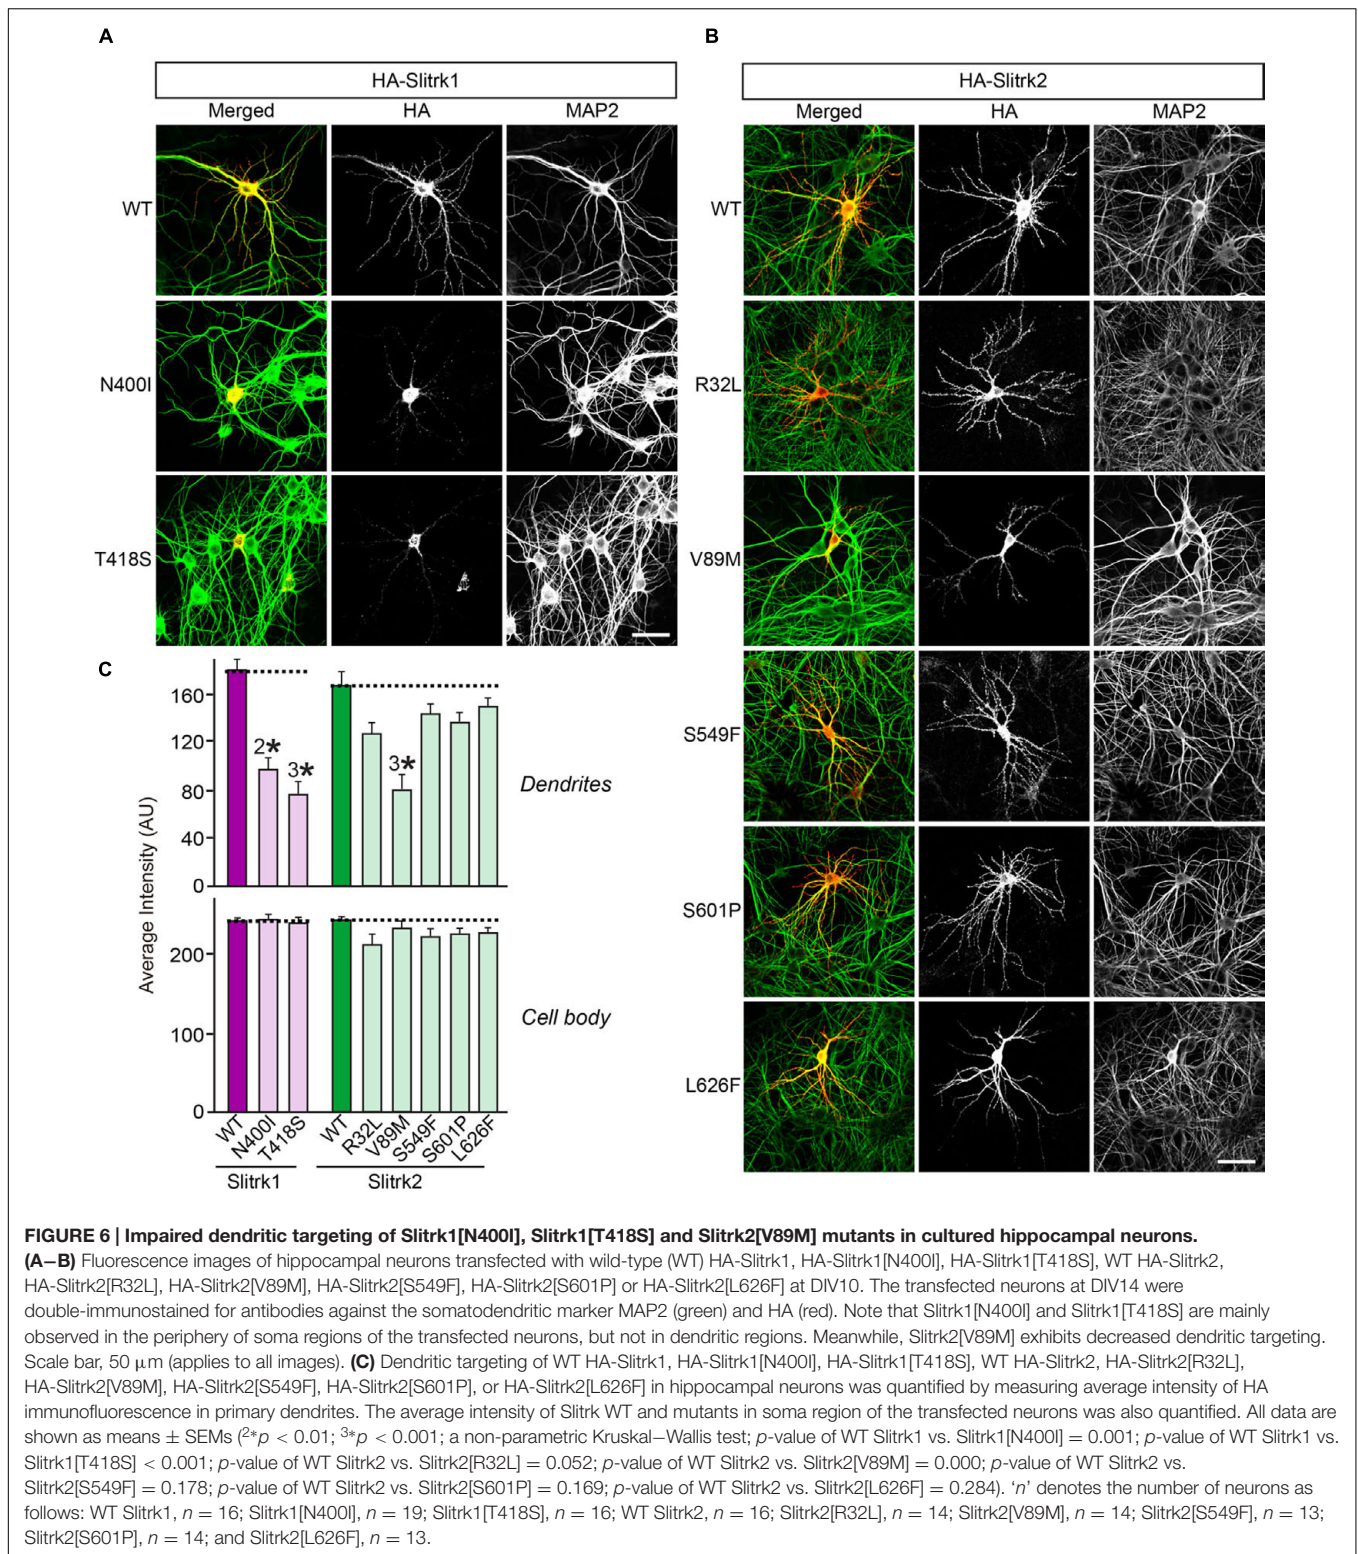 A
HA-Slitrk1
Merged HA MAP2
WT
N400I
T418S
B
HA-Slitrk2
Merged HA MAP2
WT
R32L
V89M
S549F
S601P
L626F
C
Average Intensity (AU)
160
120
80
40
0
2*
3*
3*
Dendrites
200
100
0
Cell body
WT N400I T418S WT R32L V89M S549F S601P L626F
Slitrk1 Slitrk2
FIGURE 6 | Impaired dendritic targeting of Slitrk1[N400I], Slitrk1[T418S] and Slitrk2[V89M] mutants in cultured hippocampal neurons.
(A–B) Fluorescence images of hippocampal neurons transfected with wild-type (WT) HA-Slitrk1, HA-Slitrk1[N400I], HA-Slitrk1[T418S], WT HA-Slitrk2,
HA-Slitrk2[R32L], HA-Slitrk2[V89M], HA-Slitrk2[S549F], HA-Slitrk2[S601P] or HA-Slitrk2[L626F] at DIV10. The transfected neurons at DIV14 were
double-immunostained for antibodies against the somatodendritic marker MAP2 (green) and HA (red). Note that Slitrk1[N400I] and Slitrk1[T418S] are mainly
observed in the periphery of soma regions of the transfected neurons, but not in dendritic regions. Meanwhile, Slitrk2[V89M] exhibits decreased dendritic targeting.
Scale bar, 50 μm (applies to all images). (C) Dendritic targeting of WT HA-Slitrk1, HA-Slitrk1[N400I], HA-Slitrk1[T418S], WT HA-Slitrk2, HA-Slitrk2[R32L],
HA-Slitrk2[V89M], HA-Slitrk2[S549F], HA-Slitrk2[S601P], or HA-Slitrk2[L626F] in hippocampal neurons was quantified by measuring average intensity of HA
immunofluorescence in primary dendrites. The average intensity of Slitrk WT and mutants in soma region of the transfected neurons was also quantified. All data are
shown as means ± SEMs (2*p < 0.01; 3*p < 0.001; a non-parametric Kruskal–Wallis test; p-value of WT Slitrk1 vs. Slitrk1[N400I] = 0.001; p-value of WT Slitrk1 vs.
Slitrk1[T418S] < 0.001; p-value of WT Slitrk2 vs. Slitrk2[R32L] = 0.052; p-value of WT Slitrk2 vs. Slitrk2[V89M] = 0.000; p-value of WT Slitrk2 vs.
Slitrk2[S549F] = 0.178; p-value of WT Slitrk2 vs. Slitrk2[S601P] = 0.169; p-value of WT Slitrk2 vs. Slitrk2[L626F] = 0.284). ‘n’ denotes the number of neurons as
follows: WT Slitrk1, n = 16; Slitrk1[N400I], n = 19; Slitrk1[T418S], n = 16; WT Slitrk2, n = 16; Slitrk2[R32L], n = 14; Slitrk2[V89M], n = 14; Slitrk2[S549F], n = 13;
Slitrk2[S601P], n = 14; and Slitrk2[L626F], n = 13.